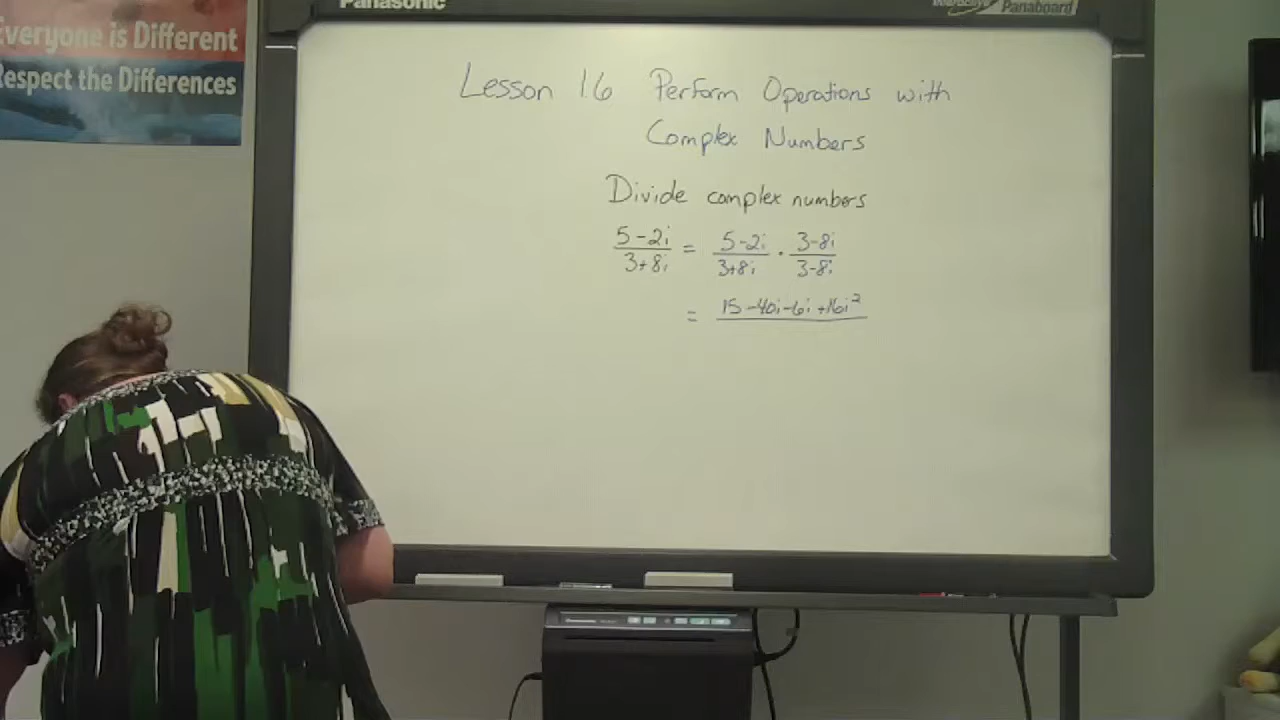 Panasonic
Panaboard
Everyone is Different
Respect the Differences
Lesson 1.6 Perform Operations with
Complex Numbers
Divide complex numbers
5-2i / 3+8i = 5-2i / 3+8i · 3-8i / 3-8i
= 15-40i-6i+16i²